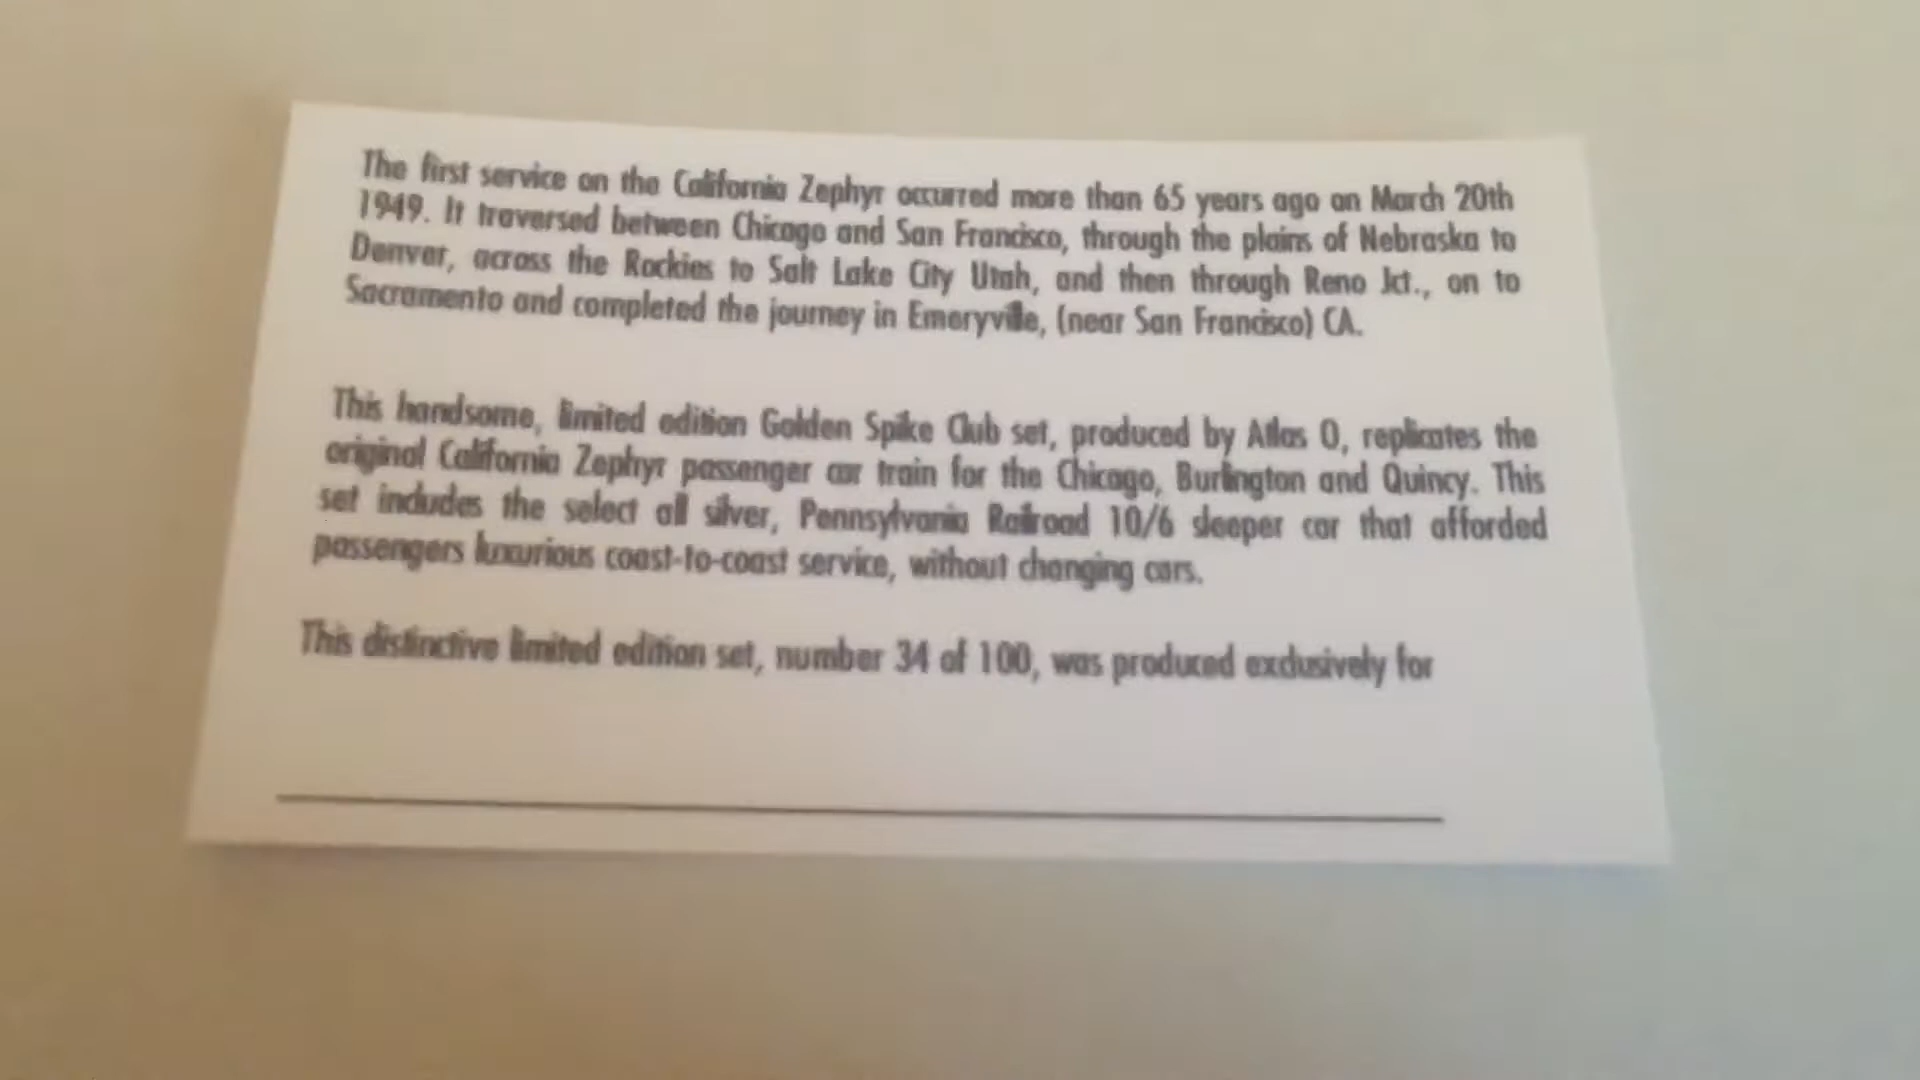 The first service on the California Zephyr occurred more than 65 years ago on March 20th
1949. It traversed between Chicago and San Francisco, through the plains of Nebraska to
Denver, across the Rockies to Salt Lake City Utah, and then through Reno Jct., on to
Sacramento and completed the journey in Emeryville, (near San Francisco) CA.
This handsome, limited edition Golden Spike Club set, produced by Atlas O, replicates the
original California Zephyr passenger car train for the Chicago, Burlington and Quincy. This
set includes the select all silver, Pennsylvania Railroad 10/6 sleeper car that afforded
passengers luxurious coast-to-coast service, without changing cars.
This distinctive limited edition set, number 34 of 100, was produced exclusively for